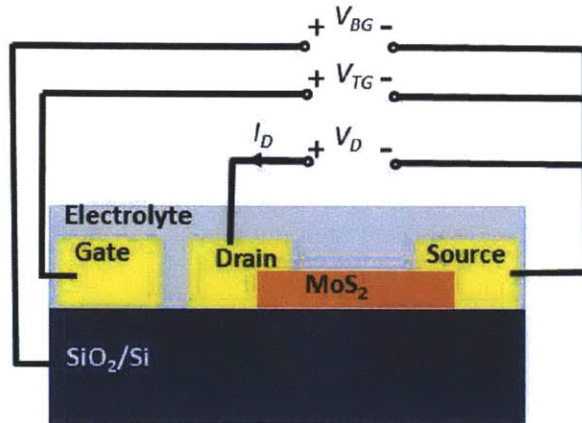 + V_BG -
+ V_TG -
I_D + V_D -
Electrolyte
Gate Drain Source
MoS₂
SiO₂/Si